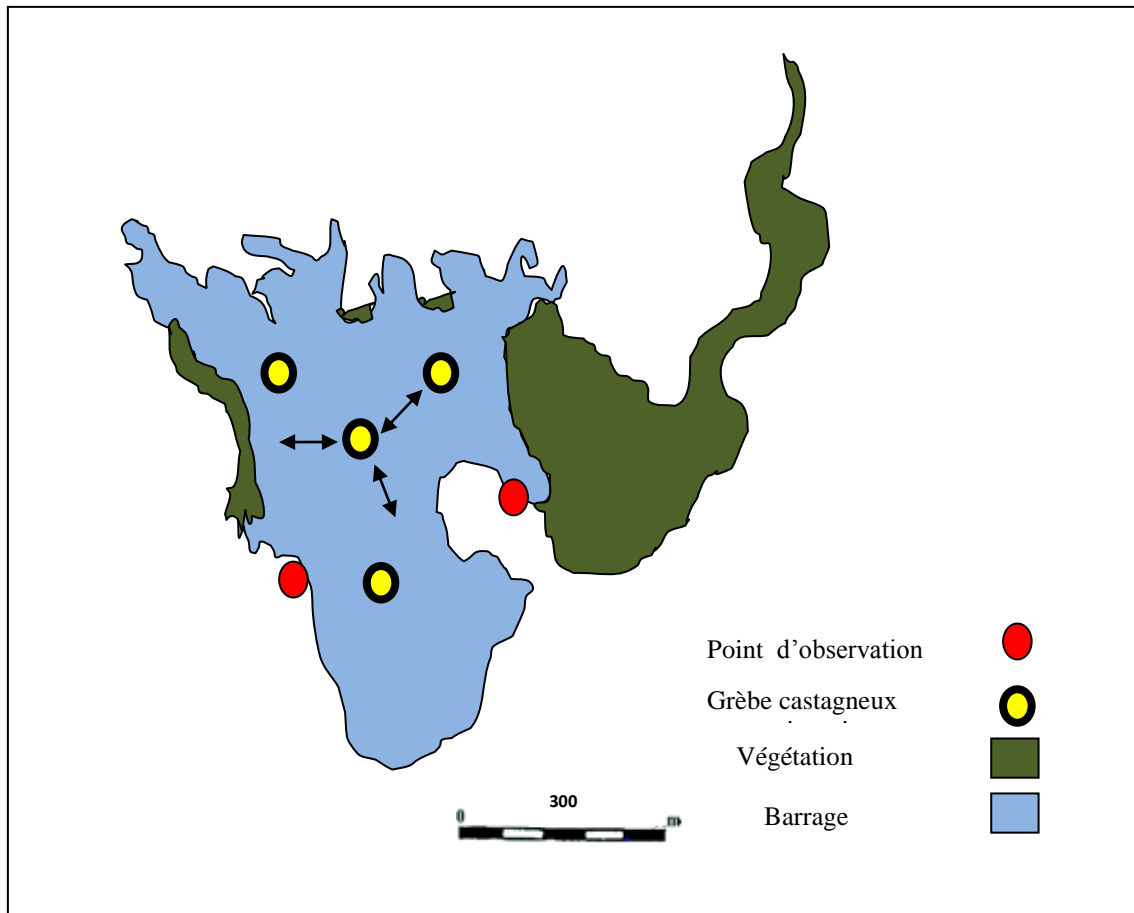 Point d’observation
Grèbe castagneux
Végétation
Barrage
0 300 m